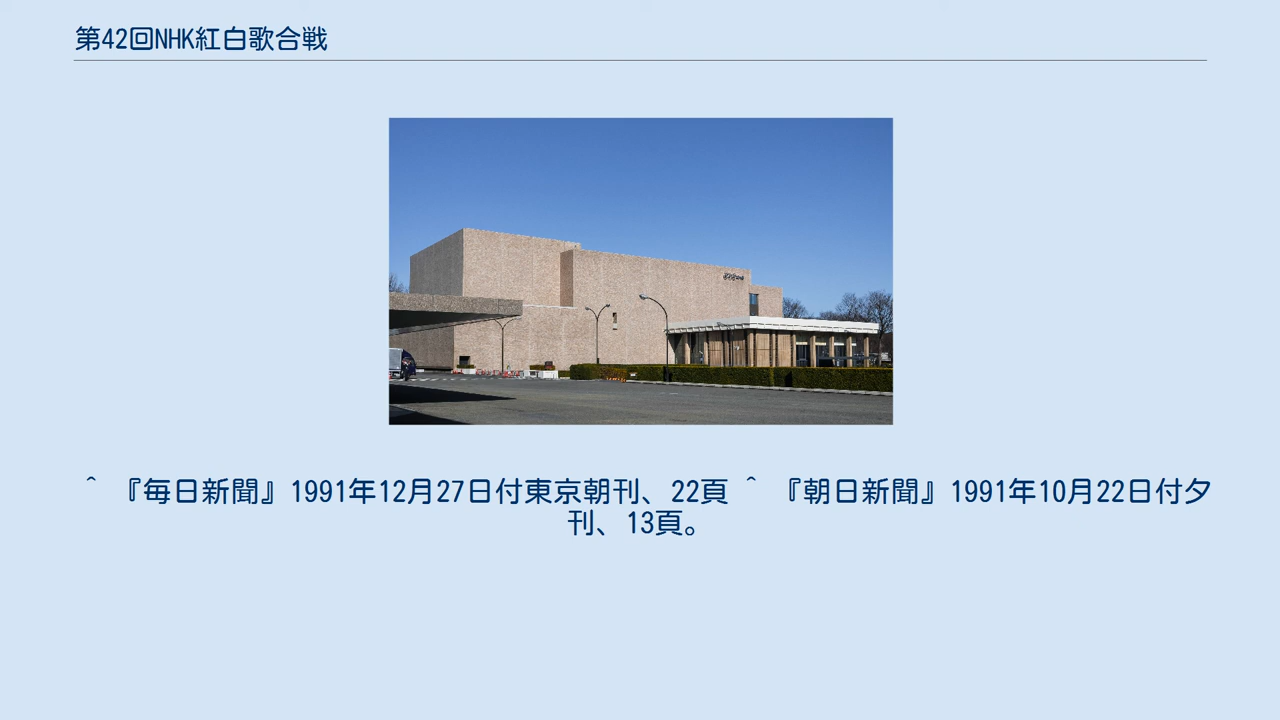 第42回NHK紅白歌合戦
^ 『毎日新聞』1991年12月27日付東京朝刊、22頁 ^ 『朝日新聞』1991年10月22日付夕
刊、13頁。